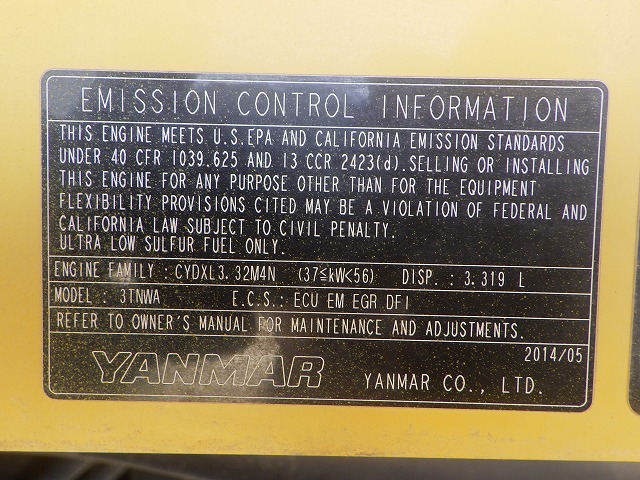 EMISSION CONTROL INFORMATION
THIS ENGINE MEETS U.S.EPA AND CALIFORNIA EMISSION STANDARDS
UNDER 40 CFR 1039.625 AND 13 CCR 2423(d).SELLING OR INSTALLING
THIS ENGINE FOR ANY PURPOSE OTHER THAN FOR THE EQUIPMENT
FLEXIBILITY PROVISIONS CITED MAY BE A VIOLATION OF FEDERAL AND
CALIFORNIA LAW SUBJECT TO CIVIL PENALTY.
ULTRA LOW SULFUR FUEL ONLY.
ENGINE FAMILY : CYDXL3.32M4N (37≦kW<56) DISP. : 3.319 L
MODEL : 3TNWA E.C.S.: ECU EM EGR DFI
REFER TO OWNER'S MANUAL FOR MAINTENANCE AND ADJUSTMENTS.
2014/05
YANMAR YANMAR CO., LTD.